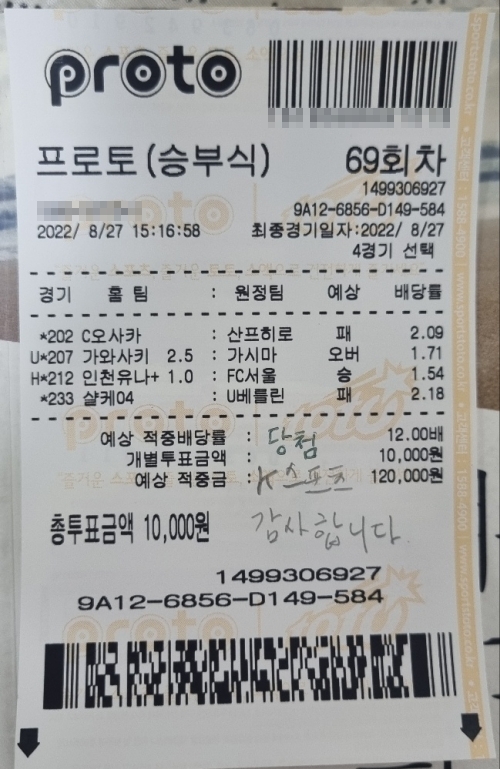 proto
프로토(승부식) 69회차
1499306927
9A12-6856-D149-584
2022/ 8/27 15:16:58 최종경기일자:2022/ 8/27
4경기 선택
경기 홈 팀 : 원정팀 예상 배당률
*202 C오사카 : 산프히로 패 2.09
U*207 가와사키 2.5 : 가시마 오버 1.71
H*212 인천유나+ 1.0 : FC서울 승 1.54
*233 샬케04 : U베를린 패 2.18
예상 적중배당률 : 당첨 12.00배
개별투표금액 : 10,000원
예상 적중금 : K스포츠 120,000원
총투표금액 10,000원 감사합니다.
1499306927
9A12-6856-D149-584